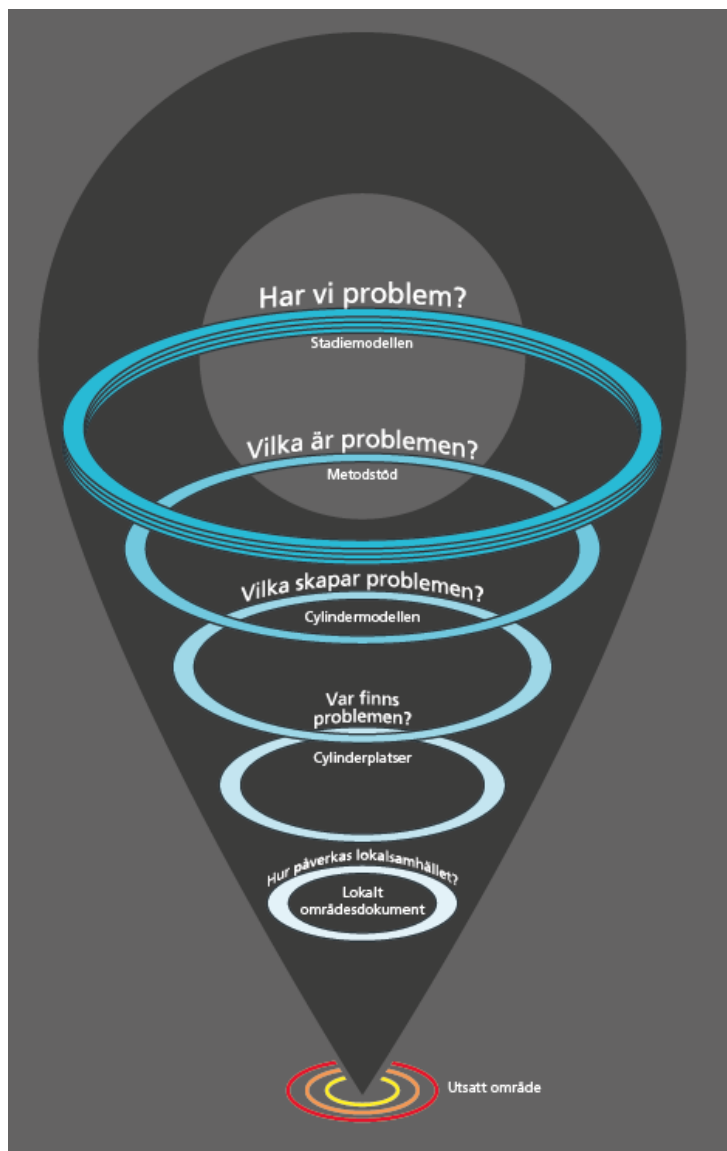 Har vi problem?
Stadiemodellen
Vilka är problemen?
Metodstöd
Vilka skapar problemen?
Cylindermodellen
Var finns
problemen?
Cylinderplatser
Hur påverkas lokalsamhället?
Lokalt
områdesdokument
Utsatt område